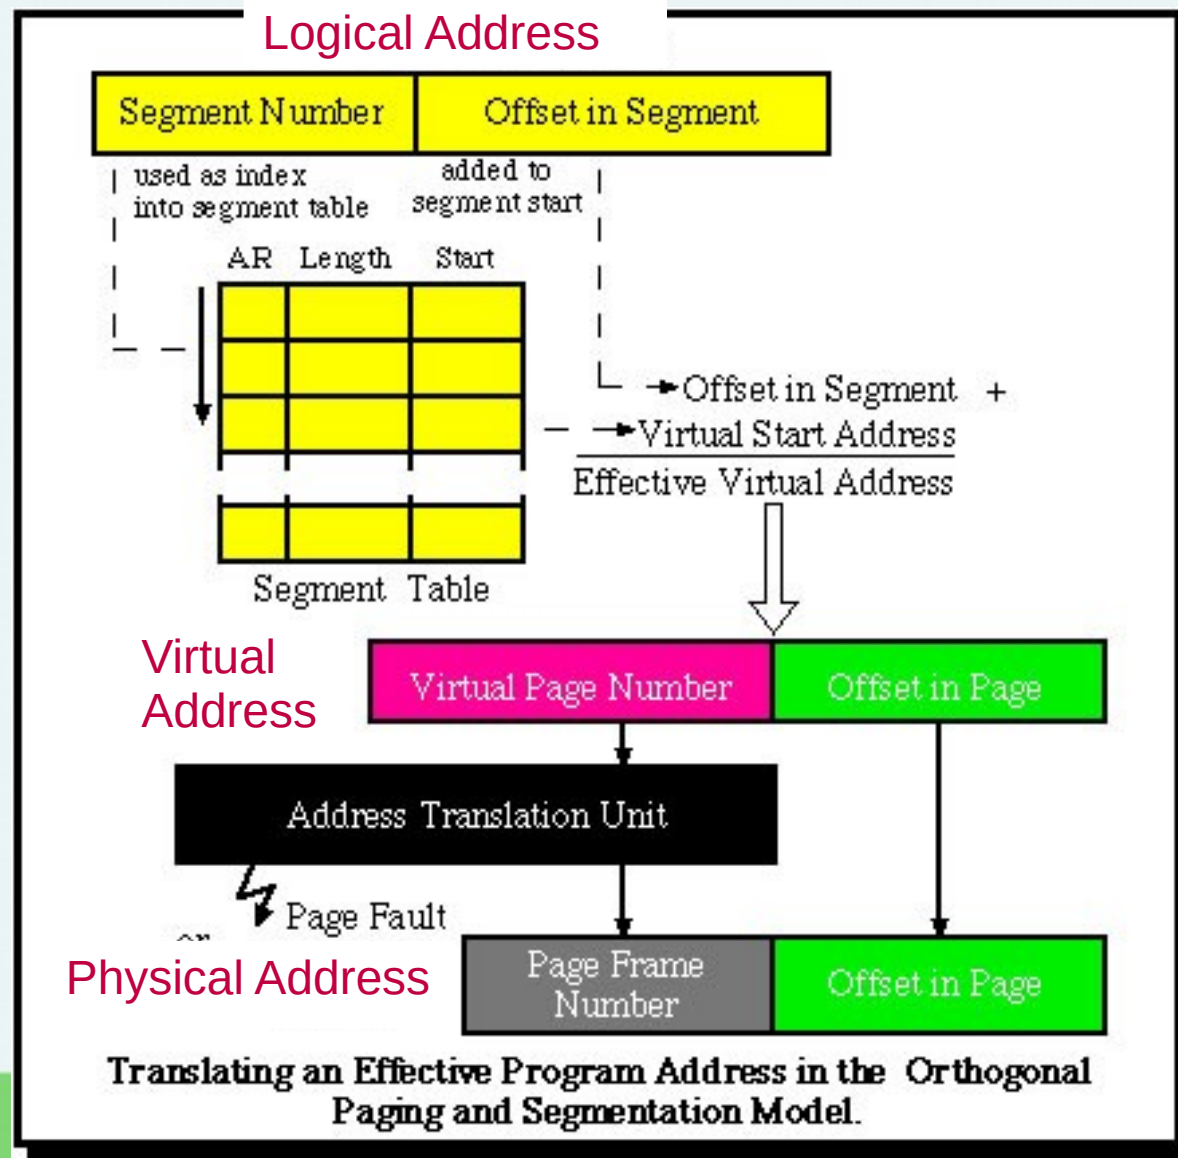 Logical Address
Segment Number Offset in Segment
used as index
into segment table
added to
segment start
AR Length Start
Offset in Segment +
Virtual Start Address
Effective Virtual Address
Segment Table
Virtual
Address
Virtual Page Number Offset in Page
Address Translation Unit
Page Fault
Physical Address
Page Frame
Number
Offset in Page
Translating an Effective Program Address in the Orthogonal
Paging and Segmentation Model.